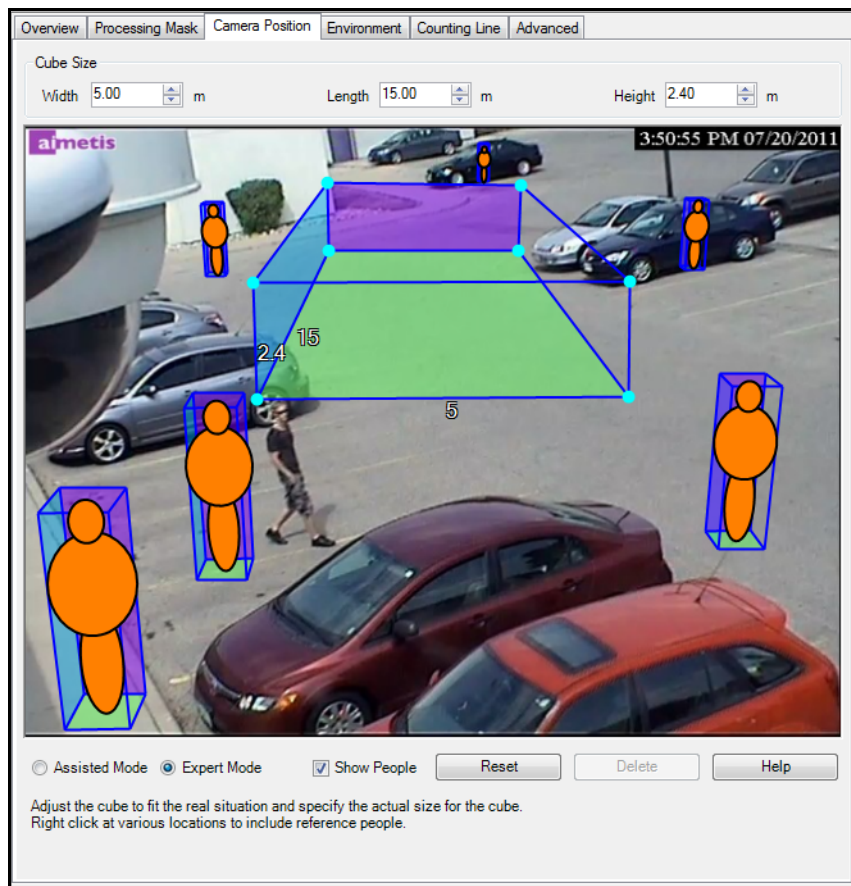 Overview Processing Mask Camera Position Environment Counting Line Advanced
Cube Size
Width 5.00 m Length 15.00 m Height 2.40 m
aimetis 3:50:55 PM 07/20/2011
15
2.4
5
Assisted Mode Expert Mode Show People Reset Delete Help
Adjust the cube to fit the real situation and specify the actual size for the cube.
Right click at various locations to include reference people.